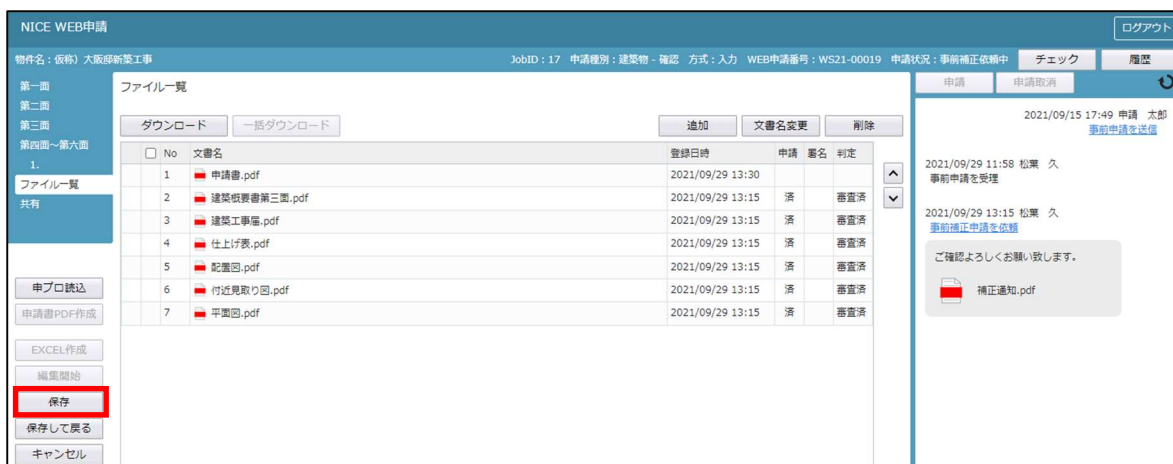 NICE WEB申請
ログアウト
物件名：仮称）大阪邸新築工事
JobID：17 申請種別：建築物 - 確認 方式：入力 WEB申請番号：WS21-00019 申請状況：事前補正依頼中
チェック
履歴
第一面
第二面
第三面
第四面～第六面
1.
ファイル一覧
共有
申プロ読込
申請書PDF作成
EXCEL作成
編集開始
保存
保存して戻る
キャンセル
ファイル一覧
ダウンロード
一括ダウンロード
追加
文書名変更
削除
No 文書名 登録日時 申請 署名 判定
1 申請書.pdf 2021/09/29 13:30
2 建築概要書第三面.pdf 2021/09/29 13:15 済 審査済
3 建築工事届.pdf 2021/09/29 13:15 済 審査済
4 仕上げ表.pdf 2021/09/29 13:15 済 審査済
5 配置図.pdf 2021/09/29 13:15 済 審査済
6 付近見取り図.pdf 2021/09/29 13:15 済 審査済
7 平面図.pdf 2021/09/29 13:15 済 審査済
申請
申請取消
2021/09/15 17:49 申請 太郎
事前申請を送信
2021/09/29 11:58 松葉 久
事前申請を受理
2021/09/29 13:15 松葉 久
事前補正申請を依頼
ご確認よろしくお願い致します。
補正通知.pdf